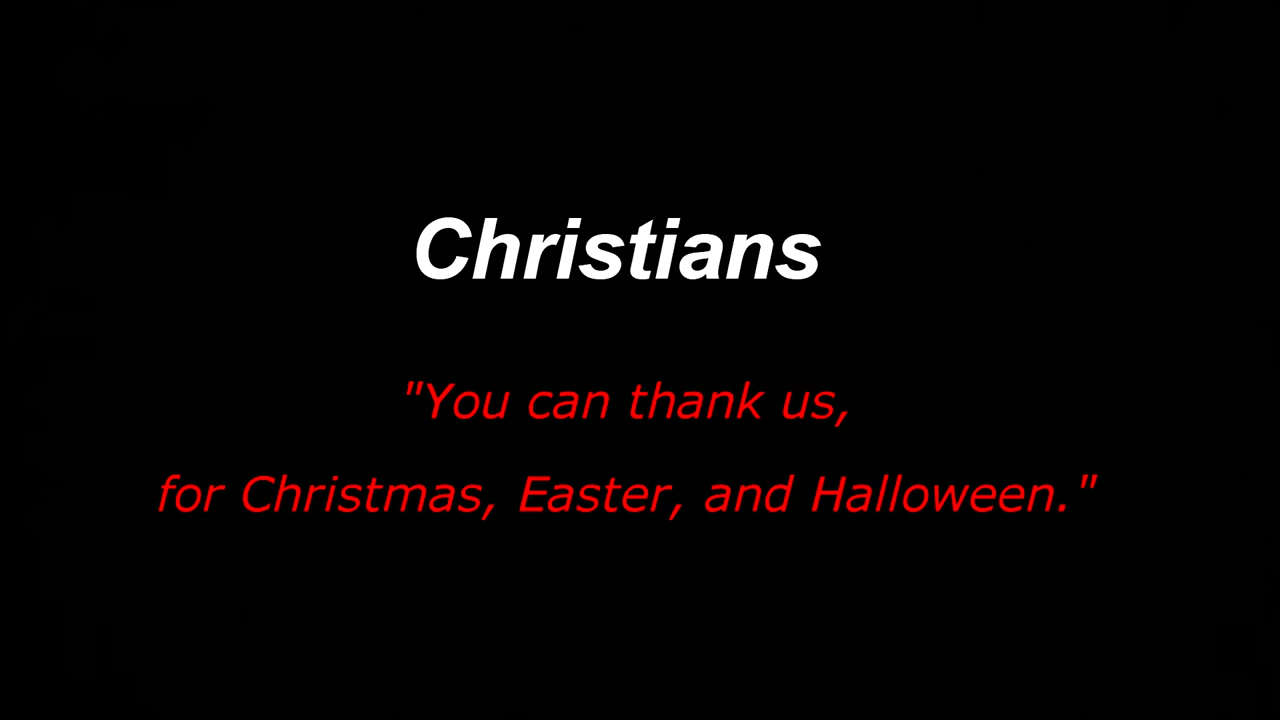 Christians
"You can thank us,
for Christmas, Easter, and Halloween."